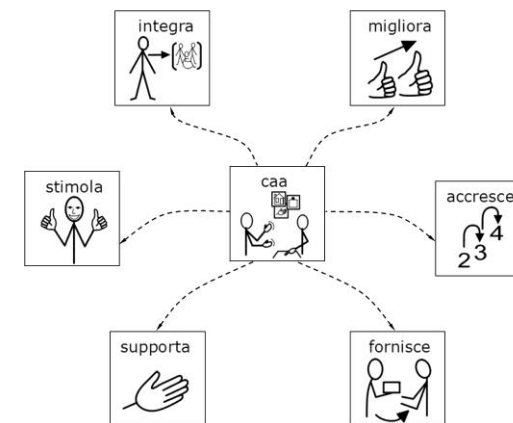 integra
migliora
stimola
caa
accresce
2 3 4
supporta
fornisce